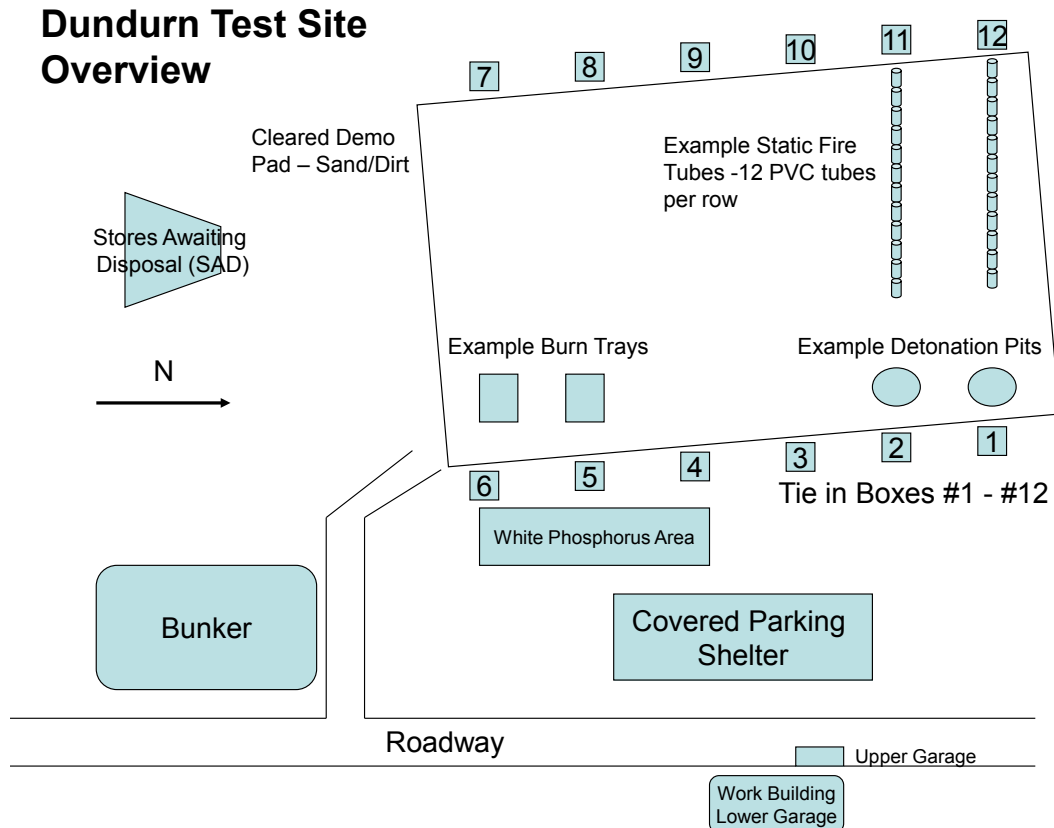 Dundurn Test Site
Overview
7
8
9
10
11
12
Cleared Demo
Pad – Sand/Dirt
Example Static Fire
Tubes -12 PVC tubes
per row
Stores Awaiting
Disposal (SAD)
N
Example Burn Trays
Example Detonation Pits
6
5
4
3
2
1
Tie in Boxes #1 - #12
White Phosphorus Area
Bunker
Covered Parking
Shelter
Roadway
Upper Garage
Work Building
Lower Garage